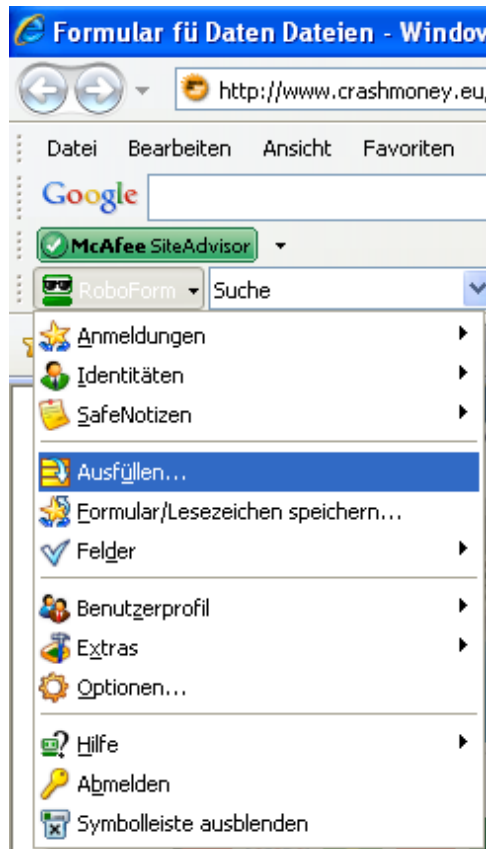 Formular fü Daten Dateien - Window
http://www.crashmoney.eu,
Datei Bearbeiten Ansicht Favoriten
Google
McAfee SiteAdvisor
RoboForm Suche
Anmeldungen
Identitäten
SafeNotizen
Ausfüllen...
Formular/Lesezeichen speichern...
Felder
Benutzerprofil
Extras
Optionen...
Hilfe
Abmelden
Symbolleiste ausblenden